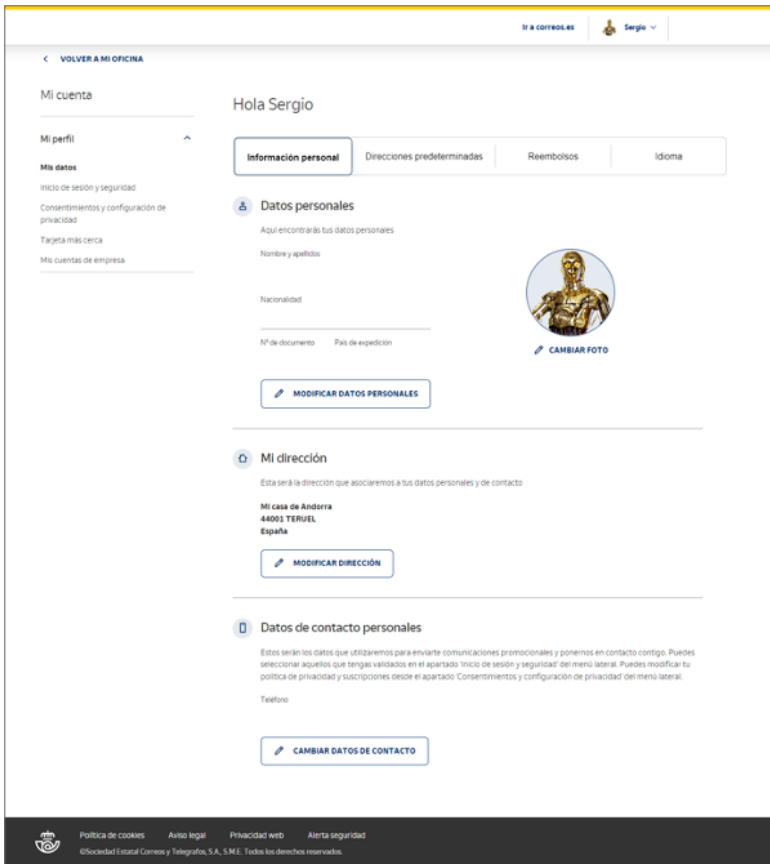 Ir a correos.es
Sergio
VOLVER A MI OFICINA
Mi cuenta
Hola Sergio
Mi perfil
Información personal
Direcciones predeterminadas
Reembolsos
Idioma
Mis datos
Inicio de sesión y seguridad
Consentimientos y configuración de
privacidad
Tarjeta más cerca
Mis cuentas de empresa
Datos personales
Aquí encontrarás tus datos personales
Nombre y apellidos
Nacionalidad
Nº de documento
País de expedición
CAMBIAR FOTO
MODIFICAR DATOS PERSONALES
Mi dirección
Esta será la dirección que asociaremos a tus datos personales y de contacto
Mi casa de Andorra
44001 TERUEL
España
MODIFICAR DIRECCIÓN
Datos de contacto personales
Estos serán los datos que utilizaremos para enviarte comunicaciones promocionales y ponernos en contacto contigo. Puedes
seleccionar aquellos que tengas validados en el apartado 'Inicio de sesión y seguridad' del menú lateral. Puedes modificar tu
política de privacidad y suscripciones desde el apartado 'Consentimientos y configuración de privacidad' del menú lateral.
Teléfono
CAMBIAR DATOS DE CONTACTO
Política de cookies
Aviso legal
Privacidad web
Alerta seguridad
©Sociedad Estatal Correos y Telégrafos, S.A., S.M.E. Todos los derechos reservados.